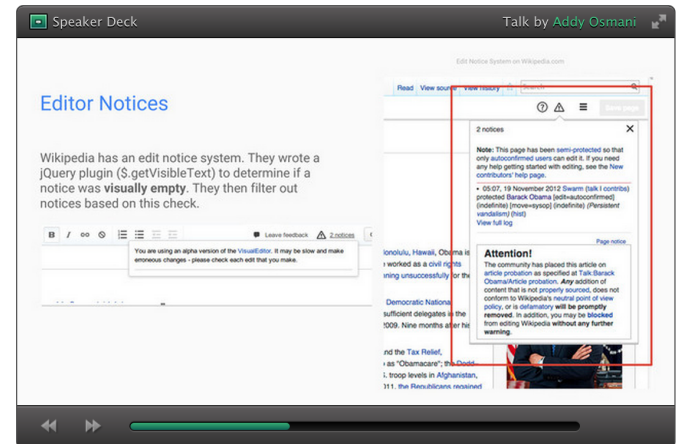 Speaker Deck
Talk by Addy Osmani
Edit Notice System on Wikipedia.com
Editor Notices
Wikipedia has an edit notice system. They wrote a
jQuery plugin ($.getVisibleText) to determine if a
notice was visually empty. They then filter out
notices based on this check.
B I
Leave feedback 2 notices
You are using an alpha version of the VisualEditor. It may be slow and make
erroneous changes - please check each edit that you make.
Read View source View history Search
Save page
2 notices
Note: This page has been semi-protected so that
only autoconfirmed users can edit it. If you need
any help getting started with editing, see the New
contributors' help page.
• 05:07, 19 November 2012 Swarm (talk | contribs)
protected Barack Obama [edit=autoconfirmed]
(indefinite) [move=sysop] (indefinite) (Persistent
vandalism) (hist)
View full log
Page notice
Attention!
The community has placed this article on
article probation as specified at Talk:Barack
Obama/Article probation. Any addition of
content that is not properly sourced, does not
conform to Wikipedia's neutral point of view
policy, or is defamatory will be promptly
removed. In addition, you may be blocked
from editing Wikipedia without any further
warning.
onolulu, Hawaii, Obama is
worked as a civil rights
ning unsuccessfully for the
Democratic National
sufficient delegates in the
2009. Nine months after his
nd the Tax Relief,
as "Obamacare"; the Dodd–
. troop levels in Afghanistan,
011, the Republicans regained